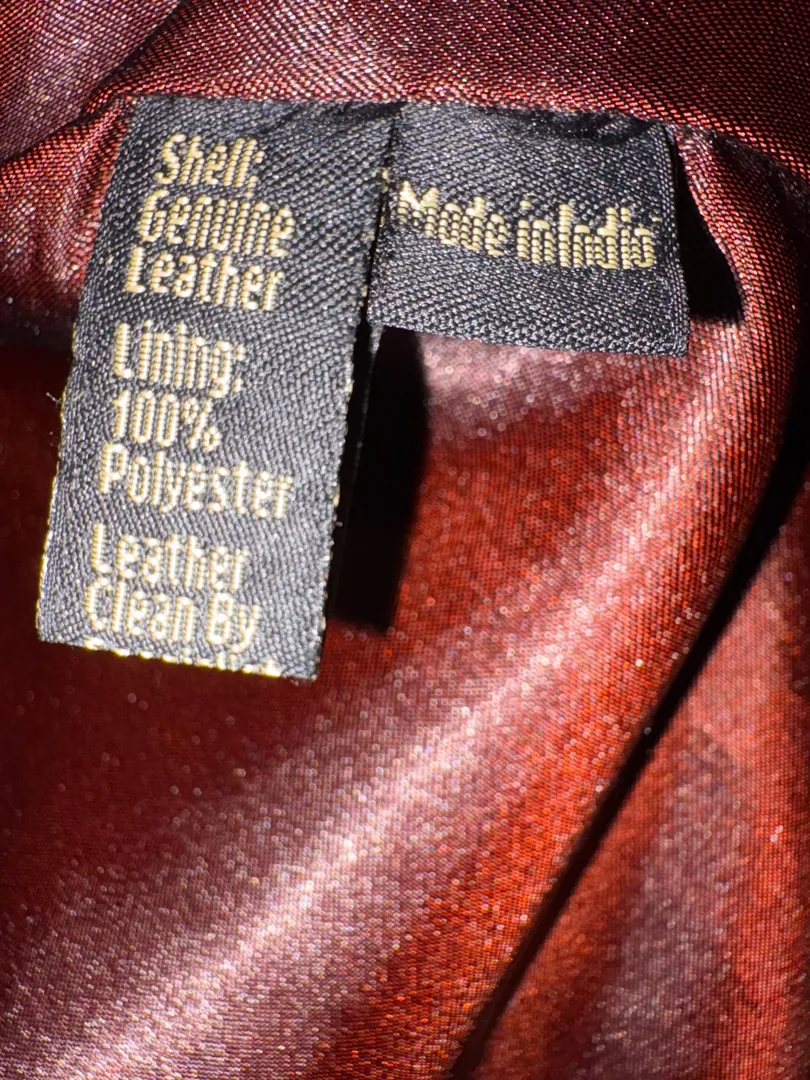 Shell:
Genuine
Leather
Lining:
100%
Polyester
Leather
Clean By
Made in India